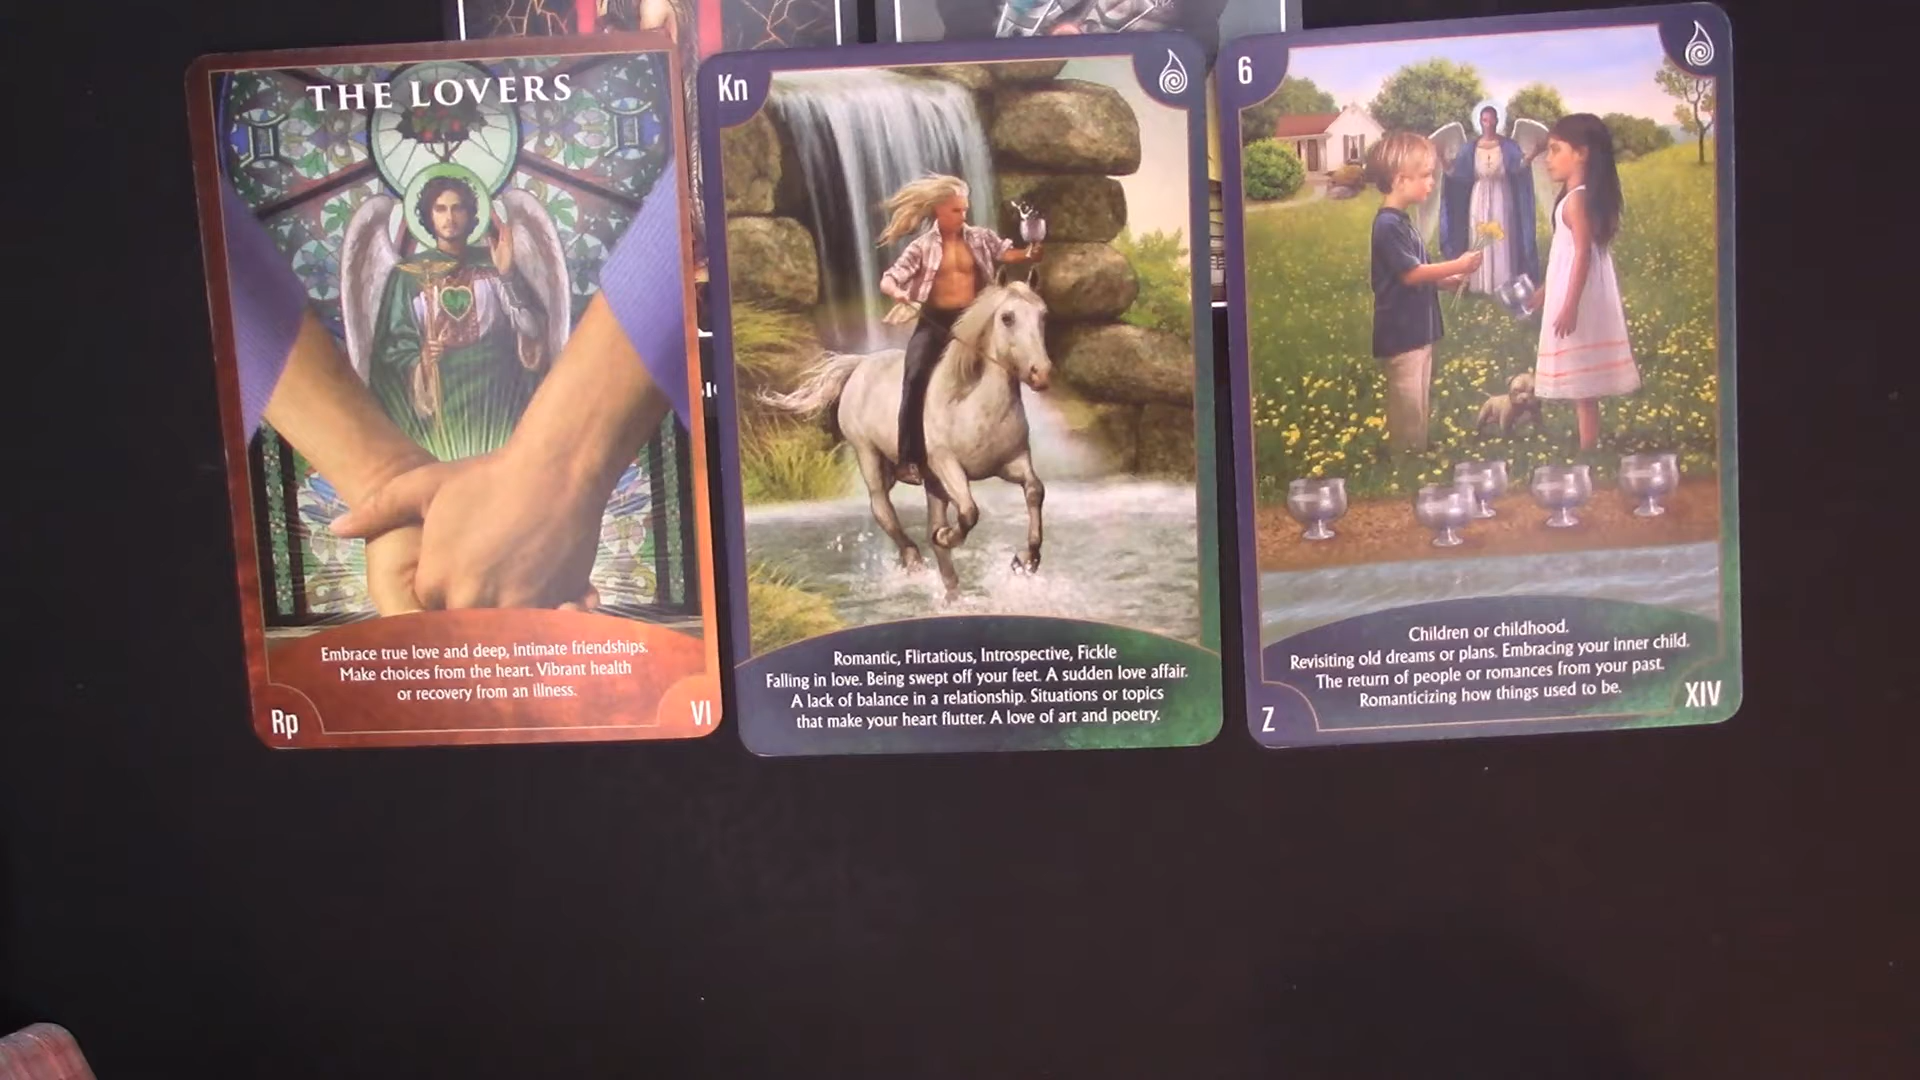 THE LOVERS
Embrace true love and deep, intimate friendships.
Make choices from the heart. Vibrant health
or recovery from an illness.
Rp
VI
Kn
Romantic, Flirtatious, Introspective, Fickle
Falling in love. Being swept off your feet. A sudden love affair.
A lack of balance in a relationship. Situations or topics
that make your heart flutter. A love of art and poetry.
6
Children or childhood.
Revisiting old dreams or plans. Embracing your inner child.
The return of people or romances from your past.
Romanticizing how things used to be.
Z
XIV